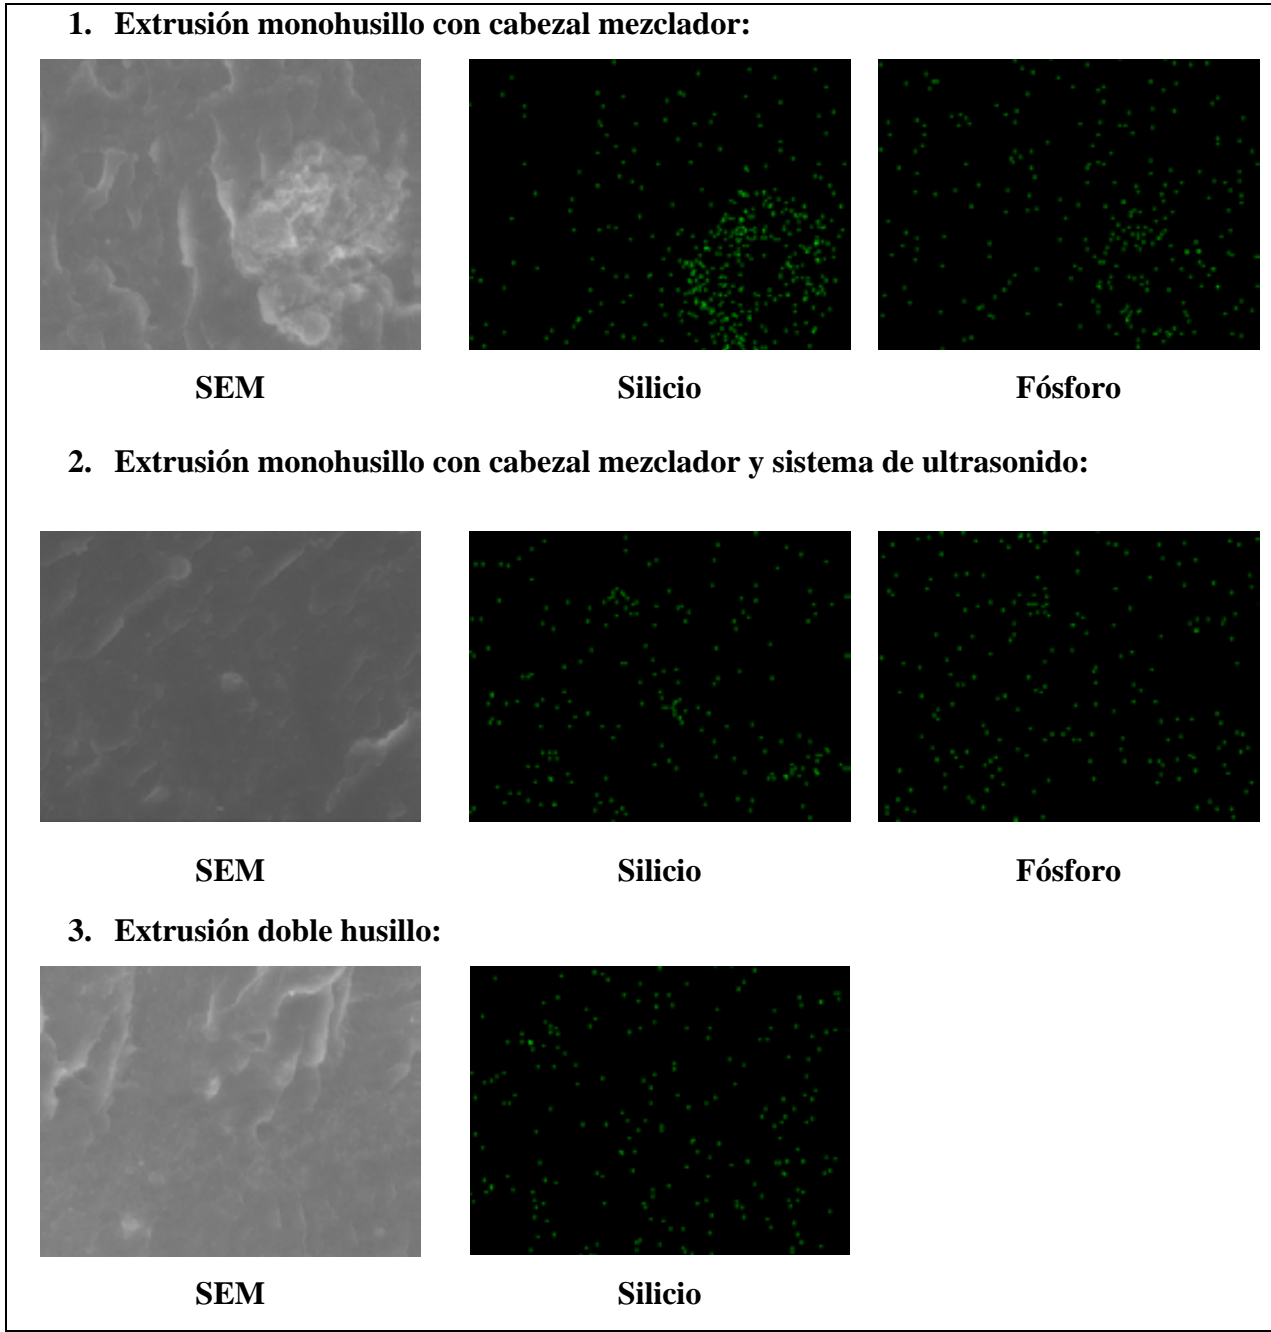 1. Extrusión monohusillo con cabezal mezclador:
SEM Silicio Fósforo
2. Extrusión monohusillo con cabezal mezclador y sistema de ultrasonido:
SEM Silicio Fósforo
3. Extrusión doble husillo:
SEM Silicio